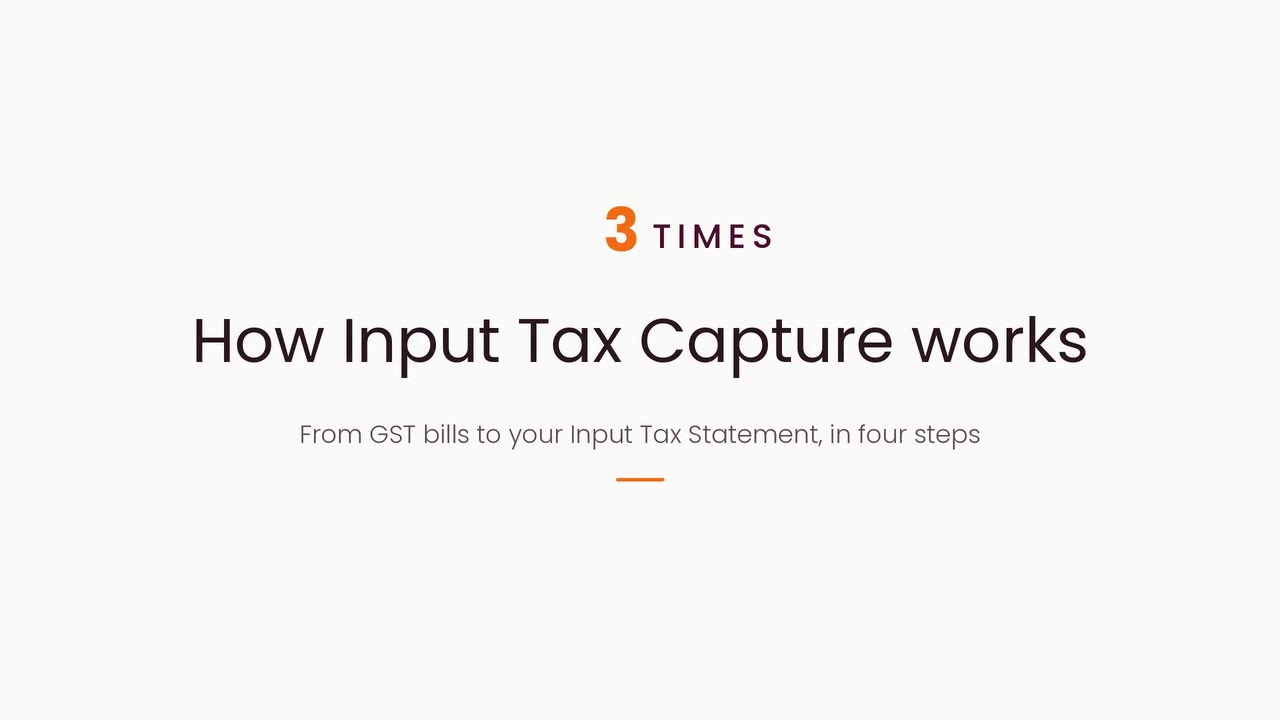 3 TIMES
How Input Tax Capture works
From GST bills to your Input Tax Statement, in four steps